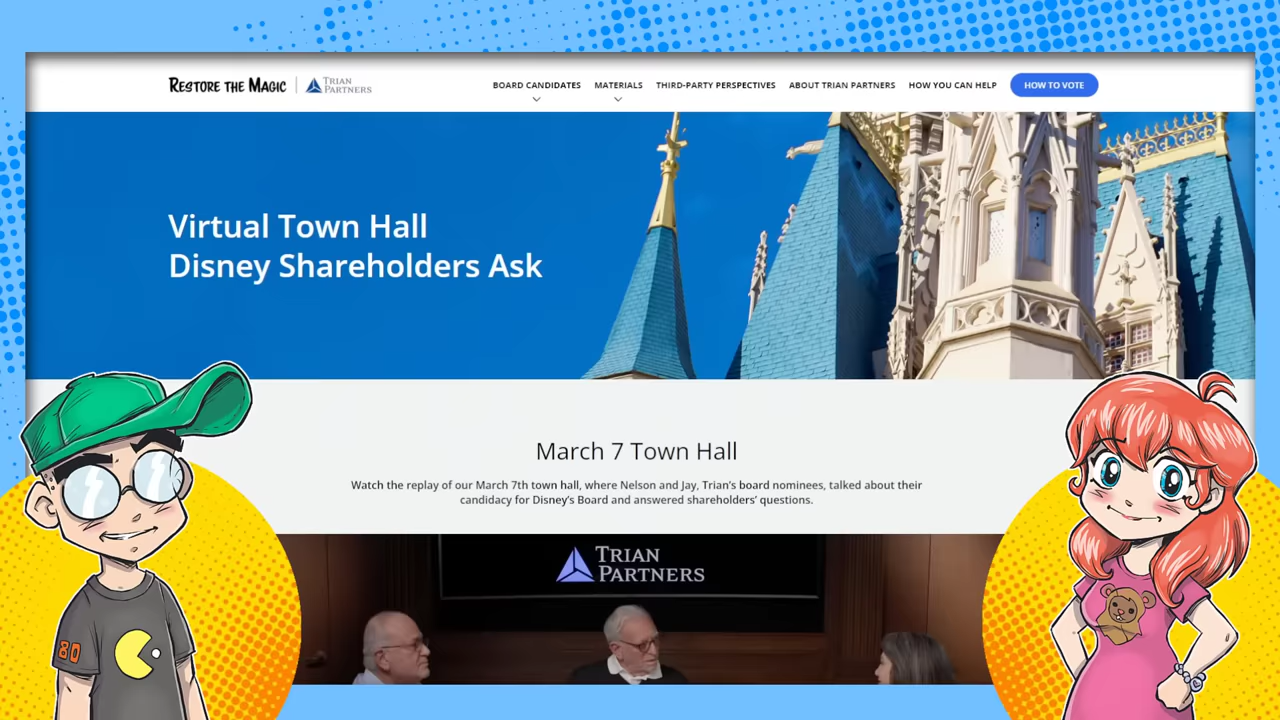 RESTORE THE MAGIC
TRIAN
PARTNERS
BOARD CANDIDATES
MATERIALS
THIRD-PARTY PERSPECTIVES
ABOUT TRIAN PARTNERS
HOW YOU CAN HELP
HOW TO VOTE
Virtual Town Hall
Disney Shareholders Ask
March 7 Town Hall
Watch the replay of our March 7th town hall, where Nelson and Jay, Trian's board nominees, talked about their
candidacy for Disney's Board and answered shareholders' questions.
TRIAN
PARTNERS
80